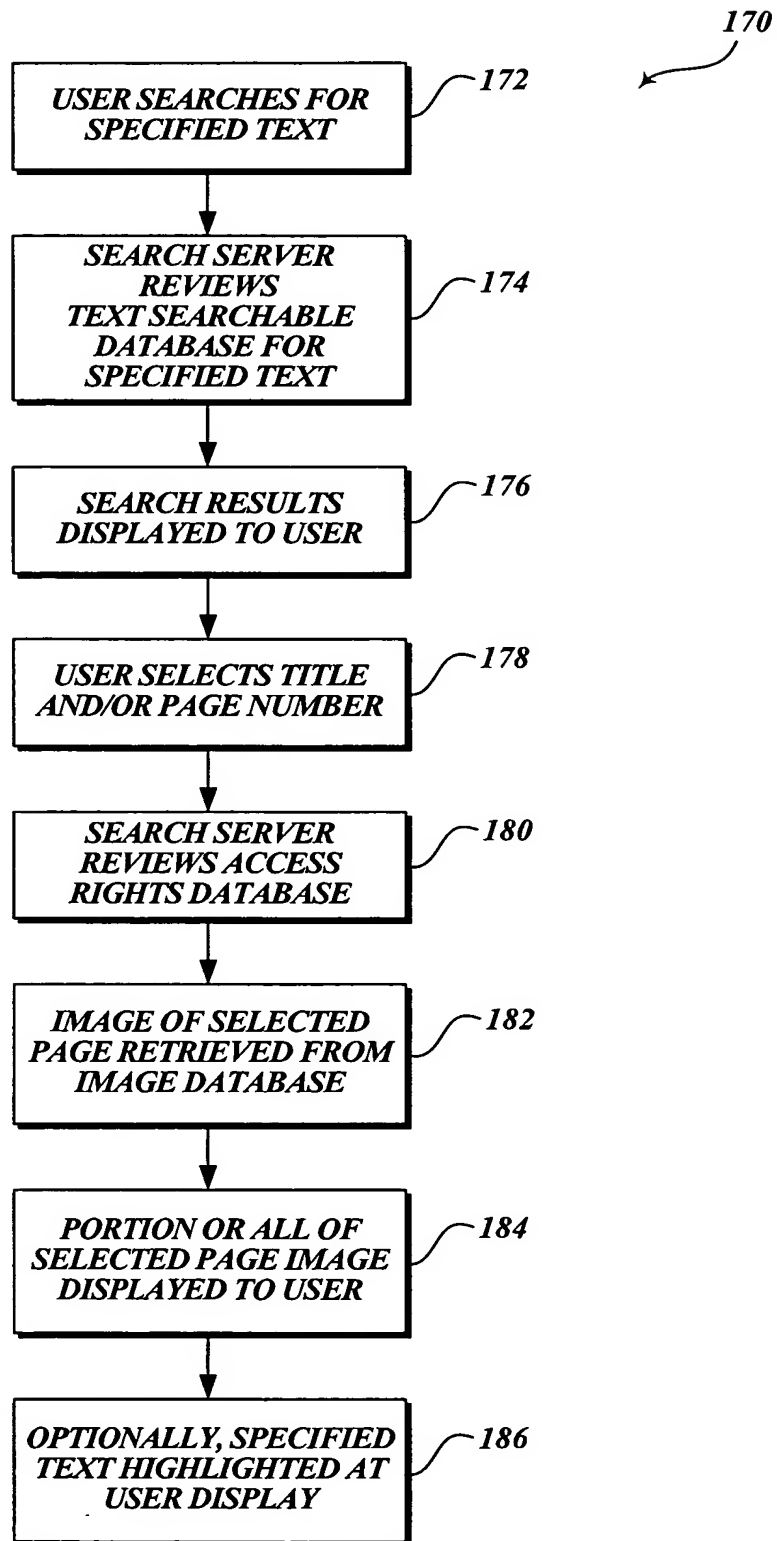 170
USER SEARCHES FOR
SPECIFIED TEXT
172
SEARCH SERVER
REVIEWS
TEXT SEARCHABLE
DATABASE FOR
SPECIFIED TEXT
174
SEARCH RESULTS
DISPLAYED TO USER
176
USER SELECTS TITLE
AND/OR PAGE NUMBER
178
SEARCH SERVER
REVIEWS ACCESS
RIGHTS DATABASE
180
IMAGE OF SELECTED
PAGE RETRIEVED FROM
IMAGE DATABASE
182
PORTION OR ALL OF
SELECTED PAGE IMAGE
DISPLAYED TO USER
184
OPTIONALLY, SPECIFIED
TEXT HIGHLIGHTED AT
USER DISPLAY
186